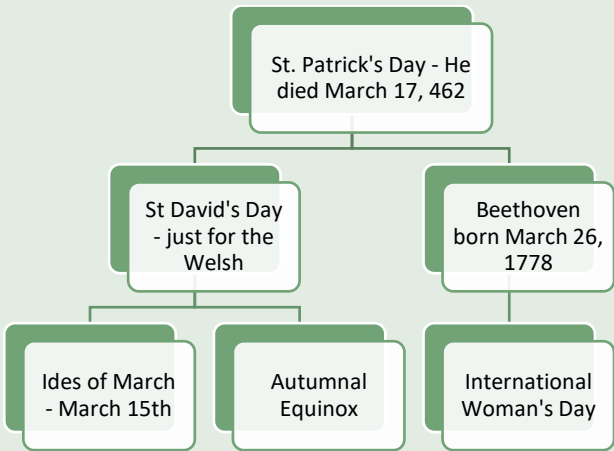 St. Patrick's Day - He
died March 17, 462
St David's Day
- just for the
Welsh
Beethoven
born March 26,
1778
Ides of March
- March 15th
Autumnal
Equinox
International
Woman's Day